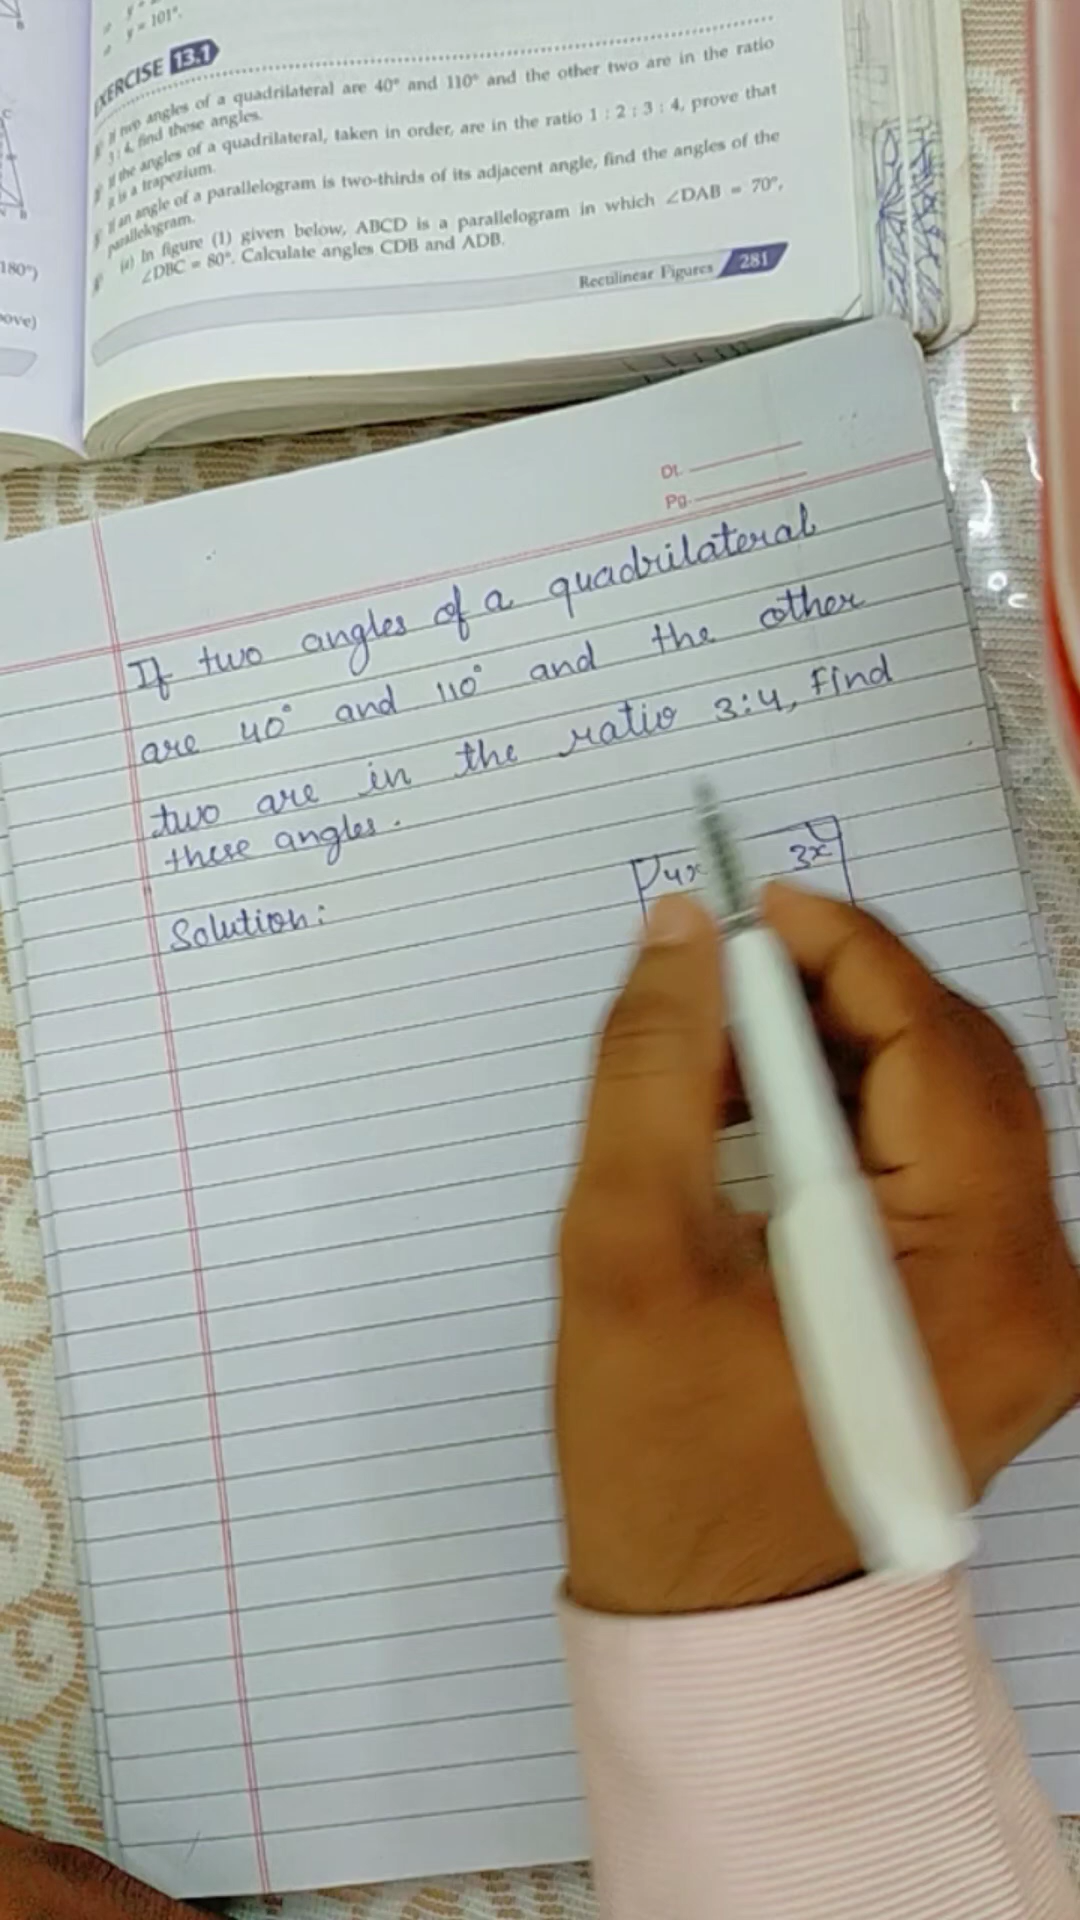 y = 101°.
EXERCISE 13.1
If two angles of a quadrilateral are 40° and 110° and the other two are in the ratio
3 : 4, find these angles.
If the angles of a quadrilateral, taken in order, are in the ratio 1 : 2 : 3 : 4, prove that
it is a trapezium.
If an angle of a parallelogram is two-thirds of its adjacent angle, find the angles of the
parallelogram.
(a) In figure (1) given below, ABCD is a parallelogram in which ∠DAB = 70°,
∠DBC = 80°. Calculate angles CDB and ADB.
Rectilinear Figures 281
180°)
ove)
C
B
Dt.
Pg.
If two angles of a quadrilateral
are 40° and 110° and the other
two are in the ratio 3:4, find
these angles.
Solution:
4x 3x